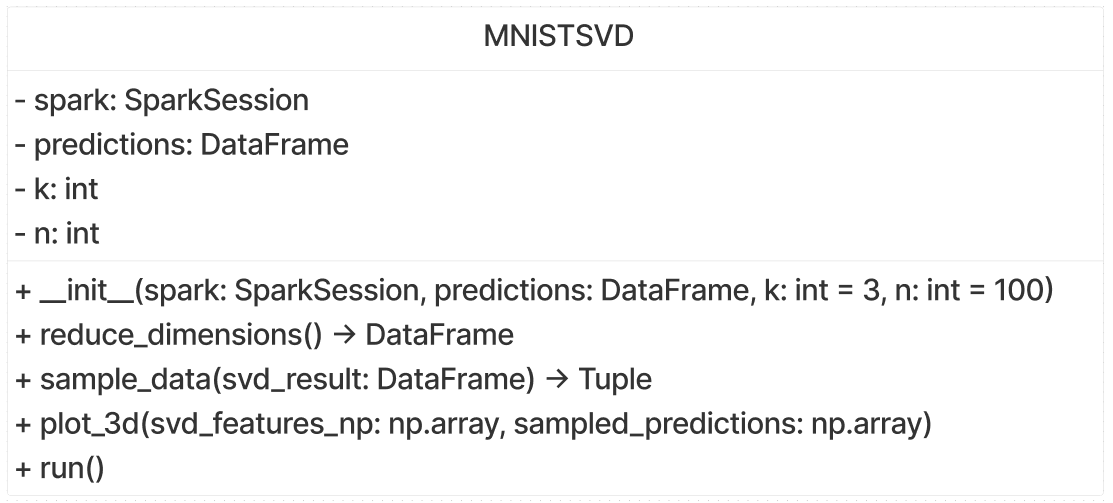 MNISTSVD
- spark: SparkSession
- predictions: DataFrame
- k: int
- n: int
+ __init__(spark: SparkSession, predictions: DataFrame, k: int = 3, n: int = 100)
+ reduce_dimensions() → DataFrame
+ sample_data(svd_result: DataFrame) → Tuple
+ plot_3d(svd_features_np: np.array, sampled_predictions: np.array)
+ run()